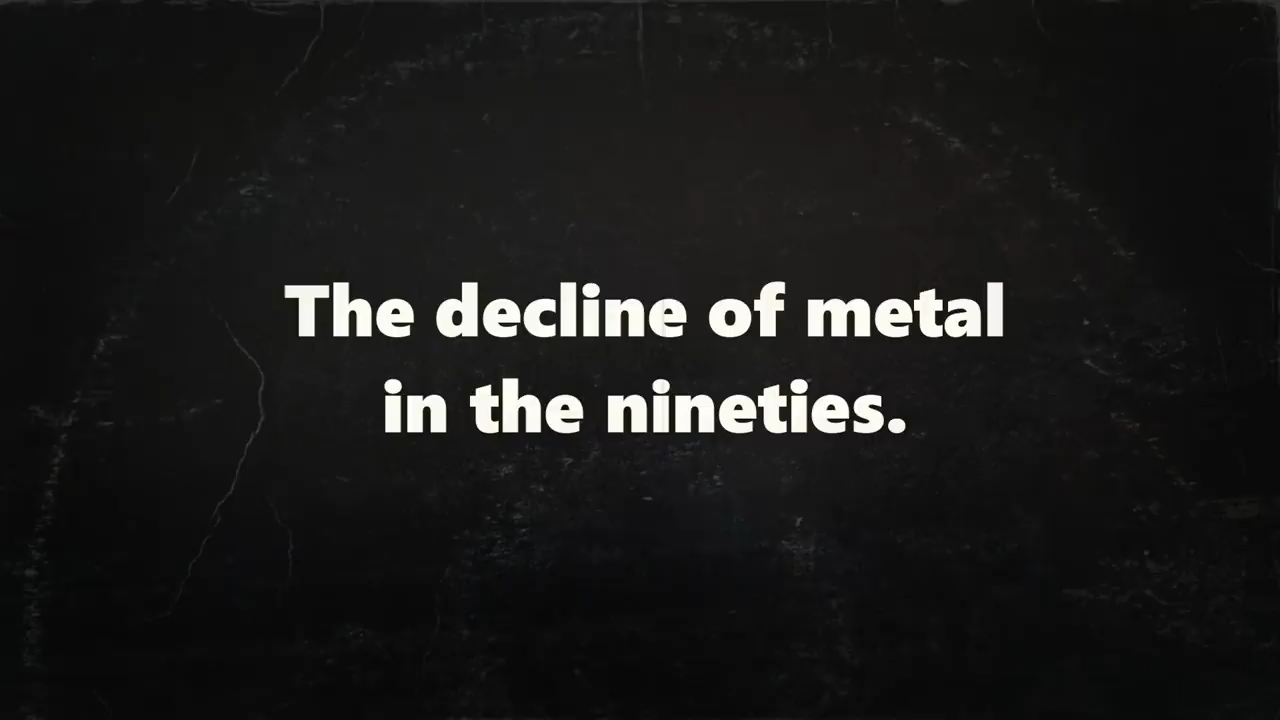 The decline of metal
in the nineties.